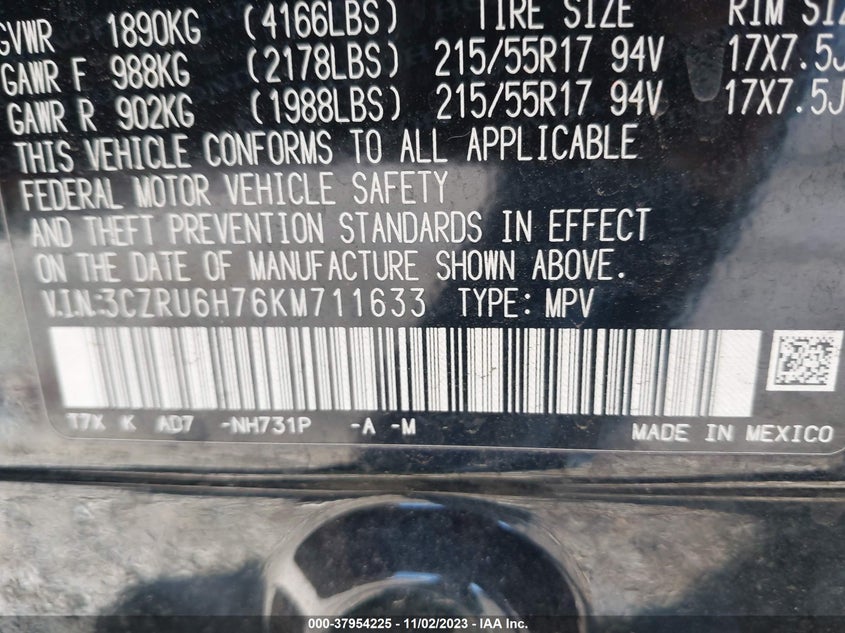 GVWR 1890KG (4166LBS) TIRE SIZE RIM SIZ
GAWR F 988KG (2178LBS) 215/55R17 94V 17X7.5J
GAWR R 902KG (1988LBS) 215/55R17 94V 17X7.5J
THIS VEHICLE CONFORMS TO ALL APPLICABLE
FEDERAL MOTOR VEHICLE SAFETY
AND THEFT PREVENTION STANDARDS IN EFFECT
ON THE DATE OF MANUFACTURE SHOWN ABOVE.
V.I.N:3CZRU6H76KM711633 TYPE: MPV
T7X K AD7 -NH731P -A -M MADE IN MEXICO
000-37954225 - 11/02/2023 - IAA Inc.